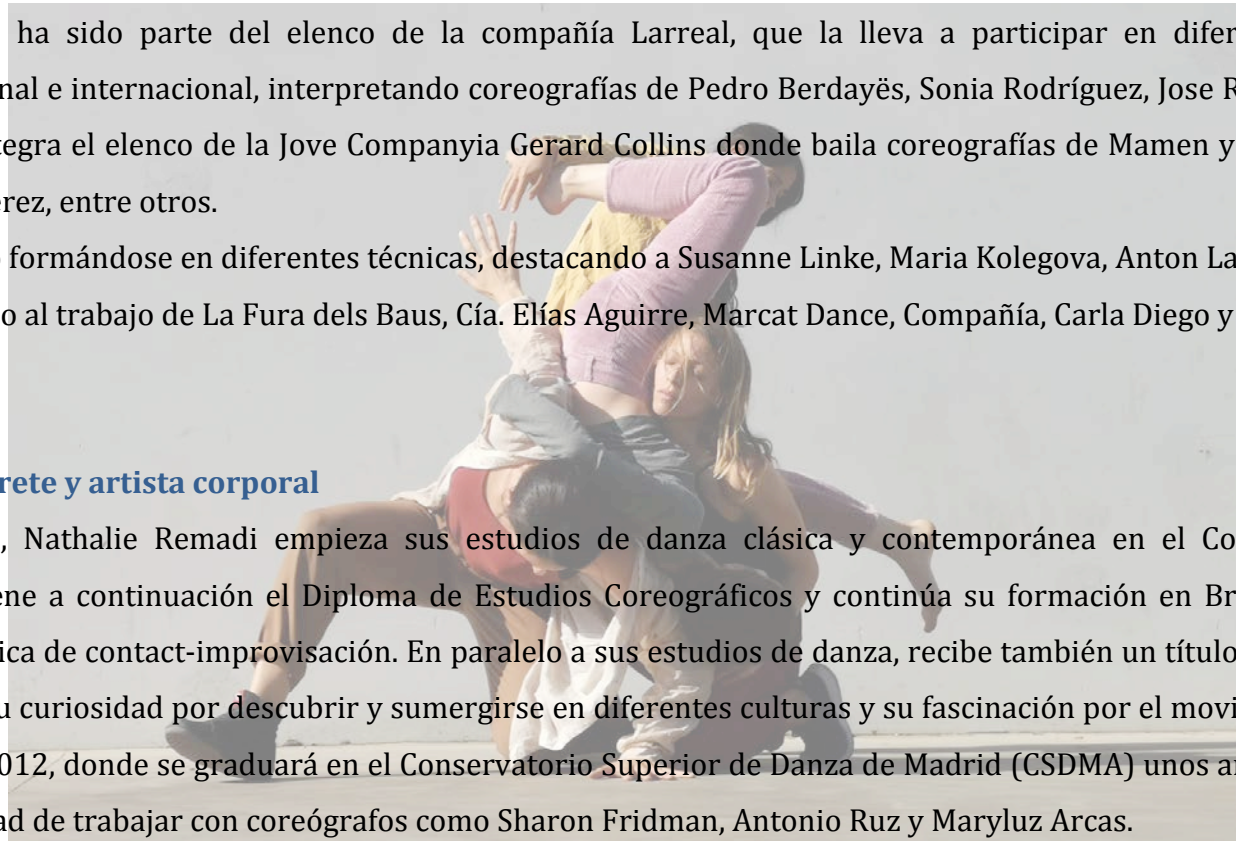 ha sido parte del elenco de la compañía Larreal, que la lleva a participar en difer
nal e internacional, interpretando coreografías de Pedro Berdayës, Sonia Rodríguez, Jose R
tegra el elenco de la Jove Companyia Gerard Collins donde baila coreografías de Mamen y
érez, entre otros.
formándose en diferentes técnicas, destacando a Susanne Linke, Maria Kolegova, Anton La
o al trabajo de La Fura dels Baus, Cía. Elías Aguirre, Marcat Dance, Compañía, Carla Diego y
rete y artista corporal
, Nathalie Remadi empieza sus estudios de danza clásica y contemporánea en el Co
ene a continuación el Diploma de Estudios Coreográficos y continúa su formación en Br
ica de contact-improvisación. En paralelo a sus estudios de danza, recibe también un título
u curiosidad por descubrir y sumergirse en diferentes culturas y su fascinación por el movi
012, donde se graduará en el Conservatorio Superior de Danza de Madrid (CSDMA) unos a
ad de trabajar con coreógrafos como Sharon Fridman, Antonio Ruz y Maryluz Arcas.